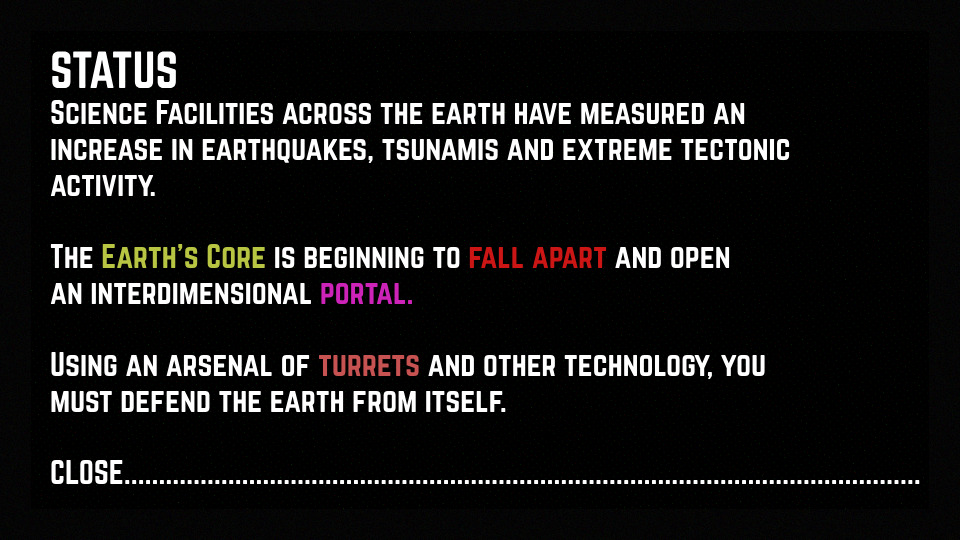 STATUS
Science Facilities across the earth have measured an
increase in earthquakes, tsunamis and extreme tectonic
activity.
The Earth's Core is beginning to fall apart and open
an interdimensional portal.
Using an arsenal of turrets and other technology, you
must defend the earth from itself.
CLOSE...........................................................................................